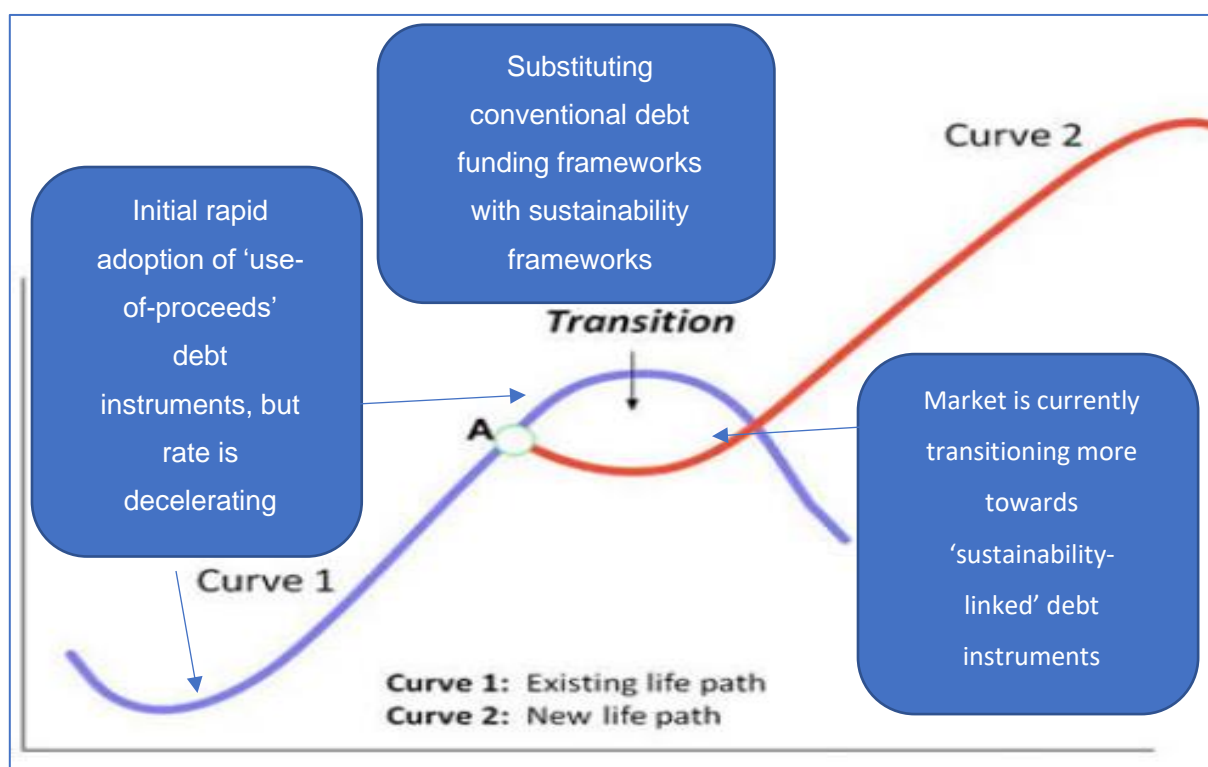 Substituting
conventional debt
funding frameworks
with sustainability
frameworks
Curve 2
Initial rapid
adoption of ‘use-
of-proceeds’
debt
instruments, but
rate is
decelerating
Transition
A
Market is currently
transitioning more
towards
‘sustainability-
linked’ debt
instruments
Curve 1
Curve 1: Existing life path
Curve 2: New life path